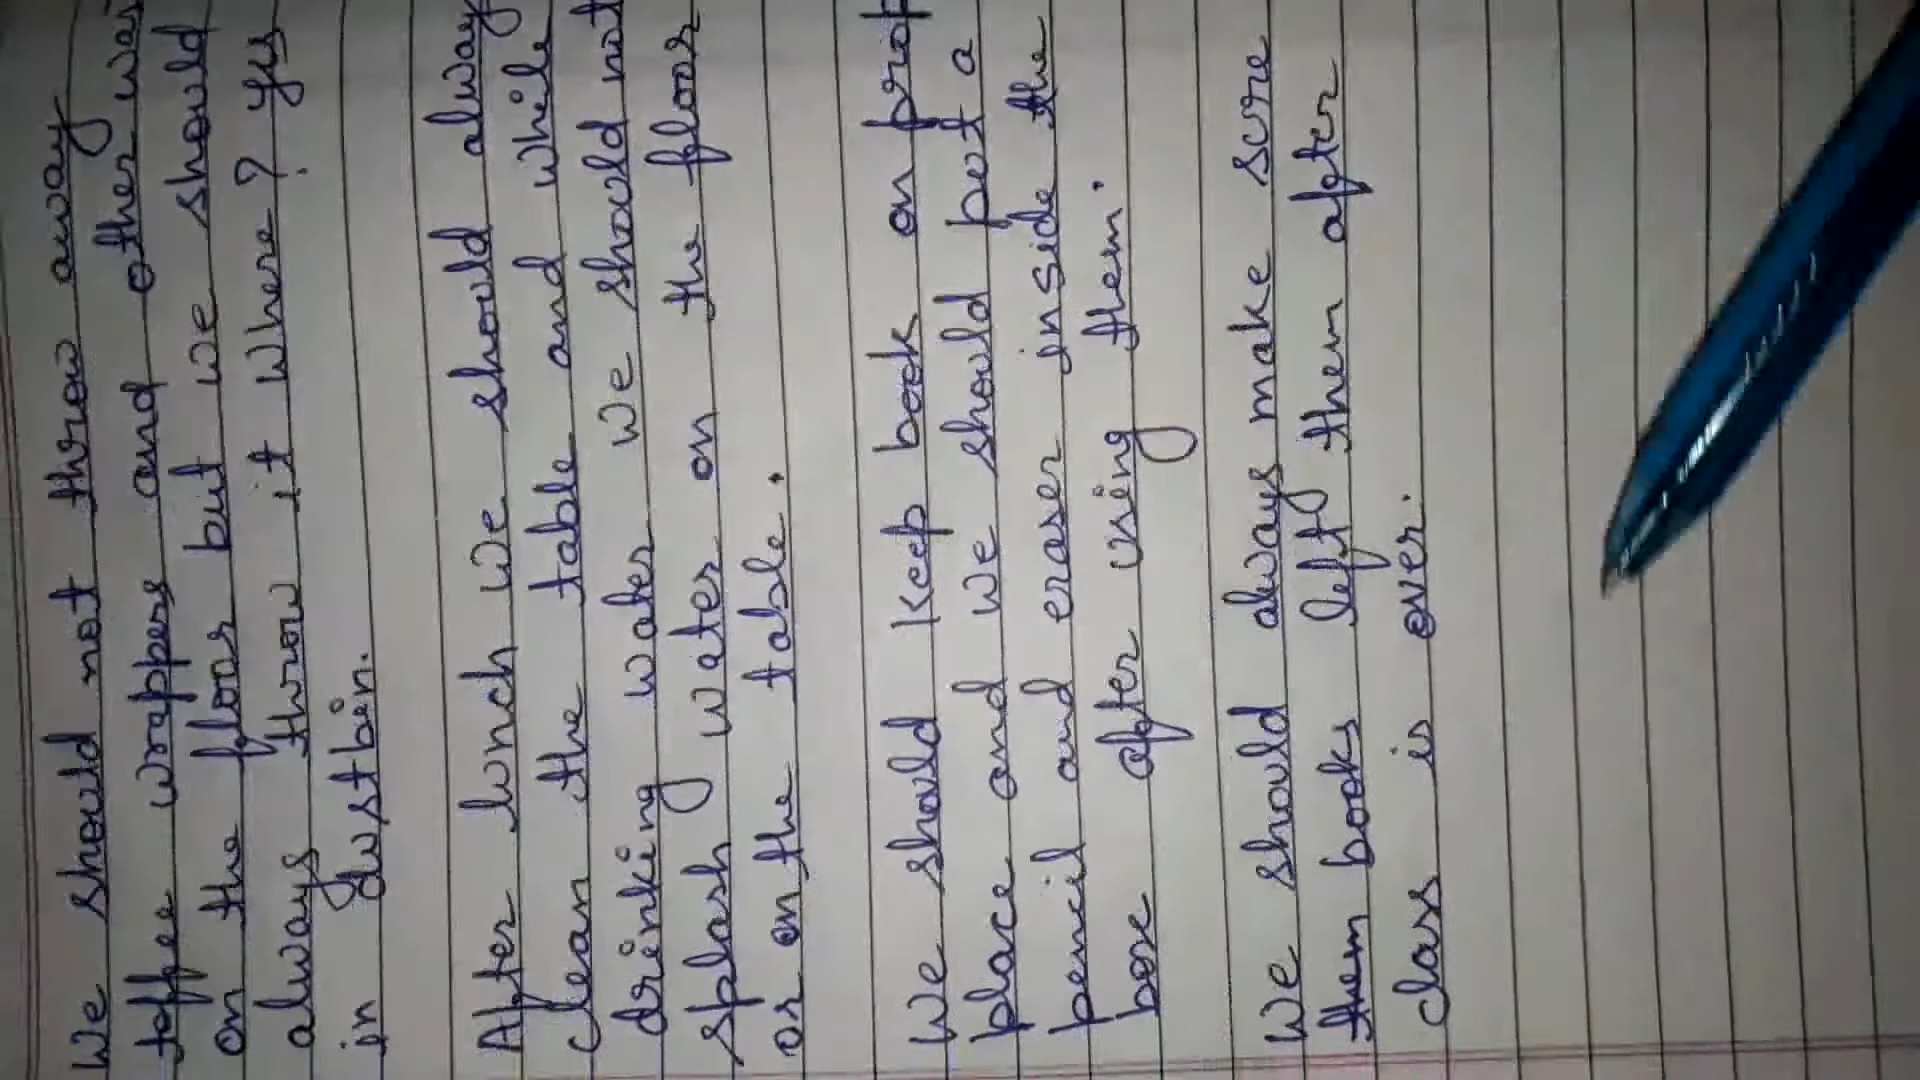 We should not throw away
toffee wrappers and other was
on the floor but we should
always throw it where? yes
in dustbin.
After lunch we should alway
clean the table and while
drinking water we should not
splash water on the floor
or on the table.
We should keep book on prop
place and we should put a
pencil and eraser inside the
box after using them.
We should always make sure
them books left them after
class is over.